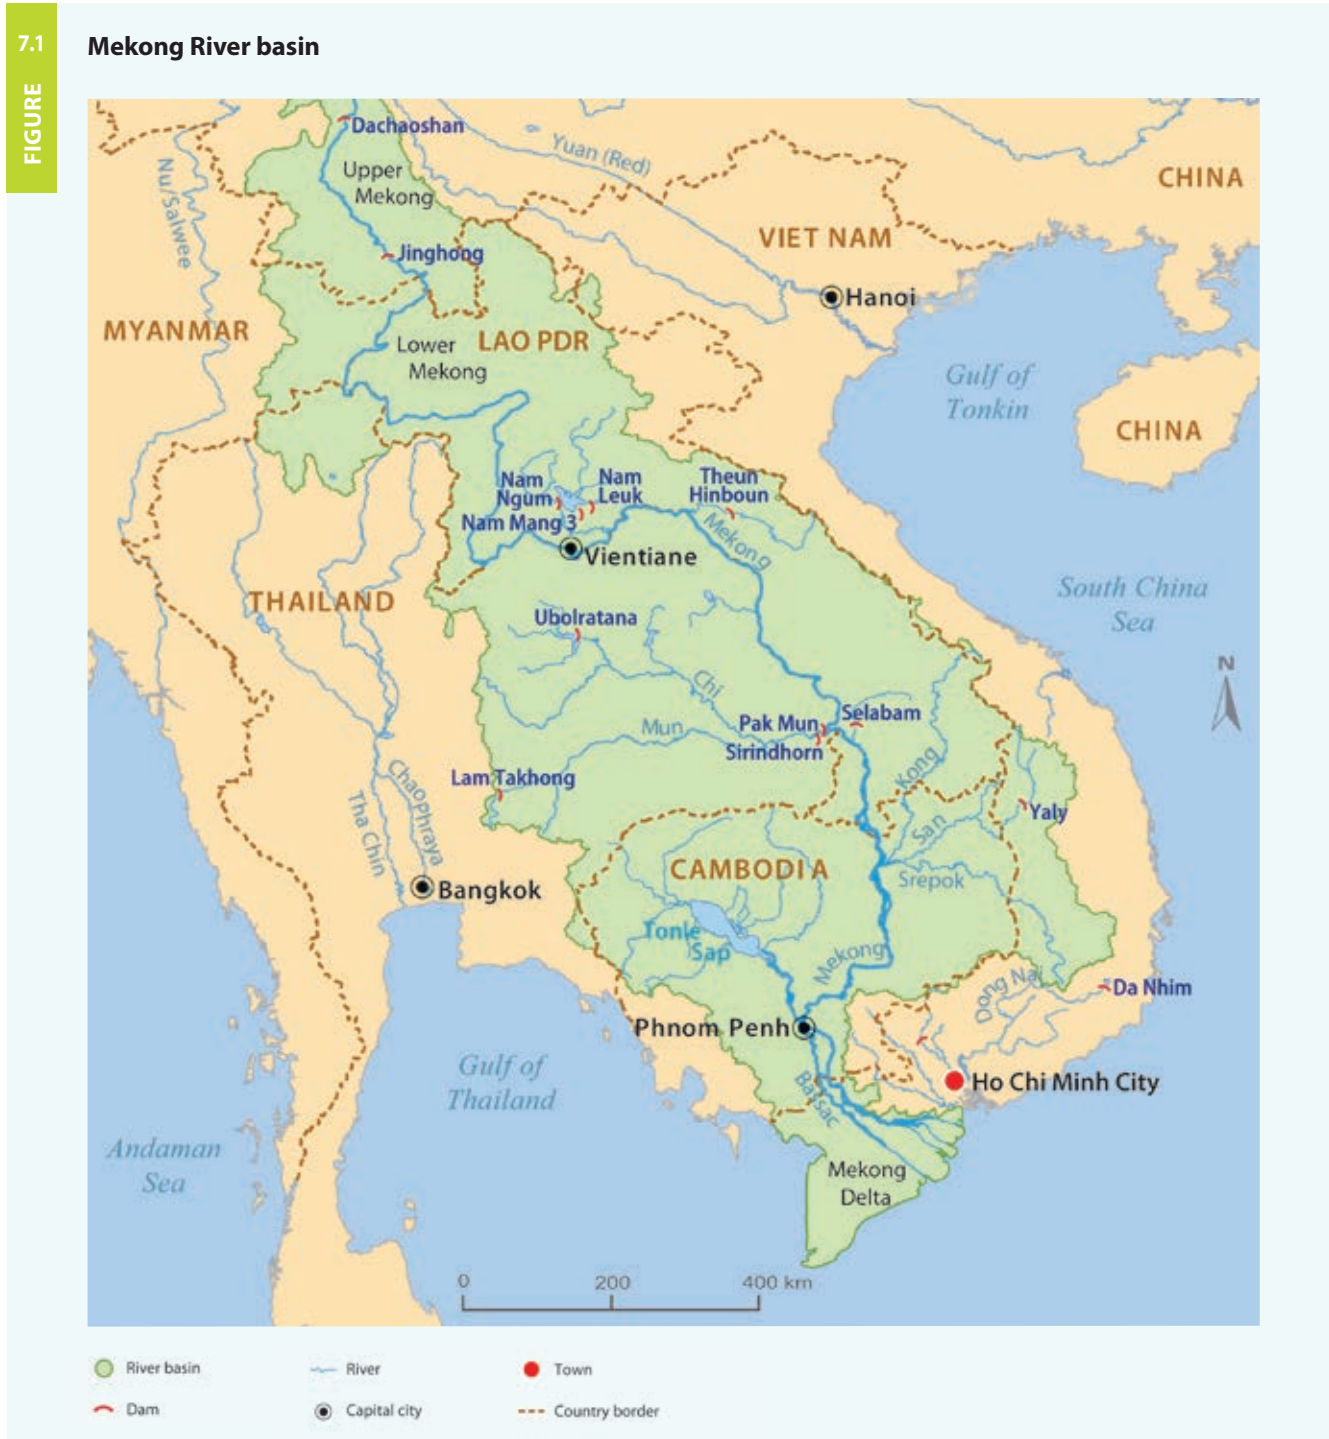 7.1
FIGURE
Mekong River basin
Dachaoshan
Upper
Mekong
Yuan (Red)
CHINA
Nu/Salwee
VIET NAM
Jinghong
Hanoi
MYANMAR
LAO PDR
Lower
Mekong
Gulf of
Tonkin
CHINA
Nam
Ngum
Nam
Leuk
Theun
Hinboun
Nam Mang 3
Mekong
Vientiane
THAILAND
South China
Sea
Ubolratana
N
Chi
Mun
Pak Mun
Selabam
Sirindhorn
Kong
Lam Takhong
Chaophraya
Tha Chin
San
Yaly
CAMBODIA
Srepok
Bangkok
Tonle
Sap
Mekong
Dong Nai
Da Nhim
Phnom Penh
Gulf of
Thailand
Ho Chi Minh City
Bassac
Andaman
Sea
Mekong
Delta
0 200 400 km
River basin River Town
Dam Capital city Country border